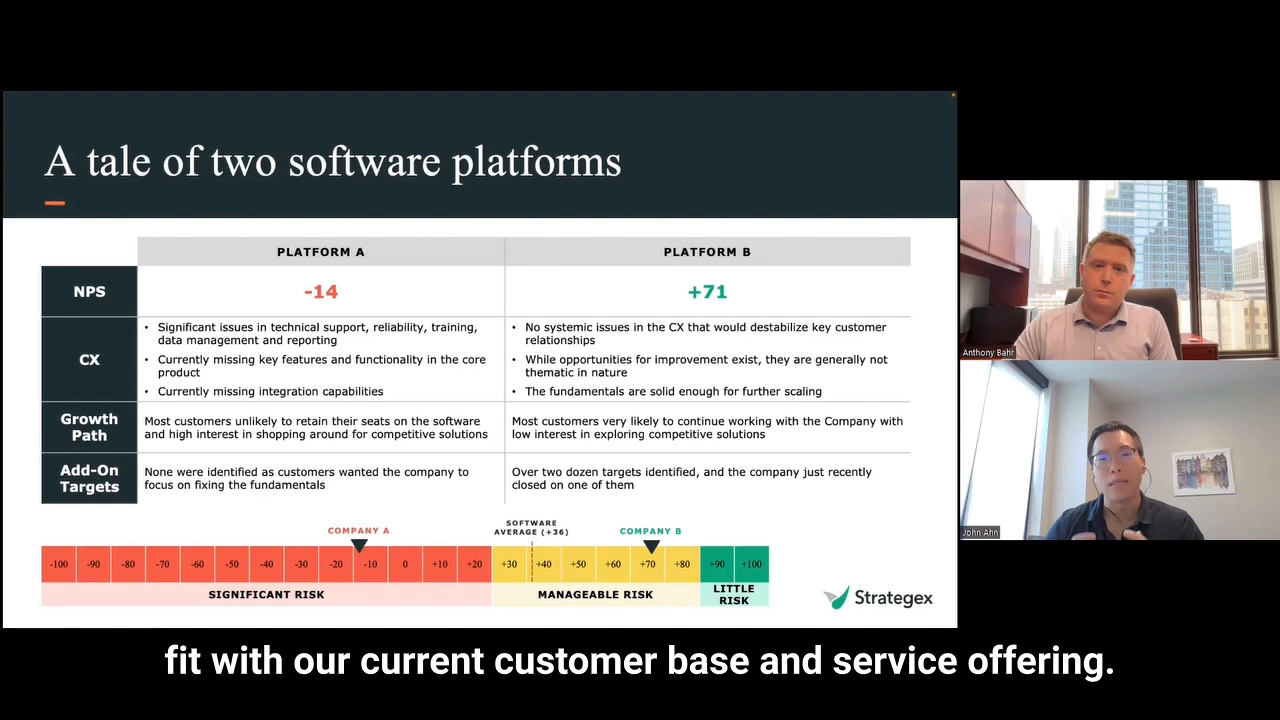 A tale of two software platforms
PLATFORM A
PLATFORM B
NPS
-14
+71
CX
• Significant issues in technical support, reliability, training,
data management and reporting
• Currently missing key features and functionality in the core
product
• Currently missing integration capabilities
• No systemic issues in the CX that would destabilize key customer
relationships
• While opportunities for improvement exist, they are generally not
thematic in nature
• The fundamentals are solid enough for further scaling
Growth
Path
Most customers unlikely to retain their seats on the software
and high interest in shopping around for competitive solutions
Most customers very likely to continue working with the Company with
low interest in exploring competitive solutions
Add-On
Targets
None were identified as customers wanted the company to
focus on fixing the fundamentals
Over two dozen targets identified, and the company just recently
closed on one of them
COMPANY A
SOFTWARE
AVERAGE (+36)
COMPANY B
-100 -90 -80 -70 -60 -50 -40 -30 -20 -10 0 +10 +20 +30 +40 +50 +60 +70 +80 +90 +100
SIGNIFICANT RISK
MANAGEABLE RISK
LITTLE
RISK
Strategex
Anthony Bahr
John Ahn
fit with our current customer base and service offering.